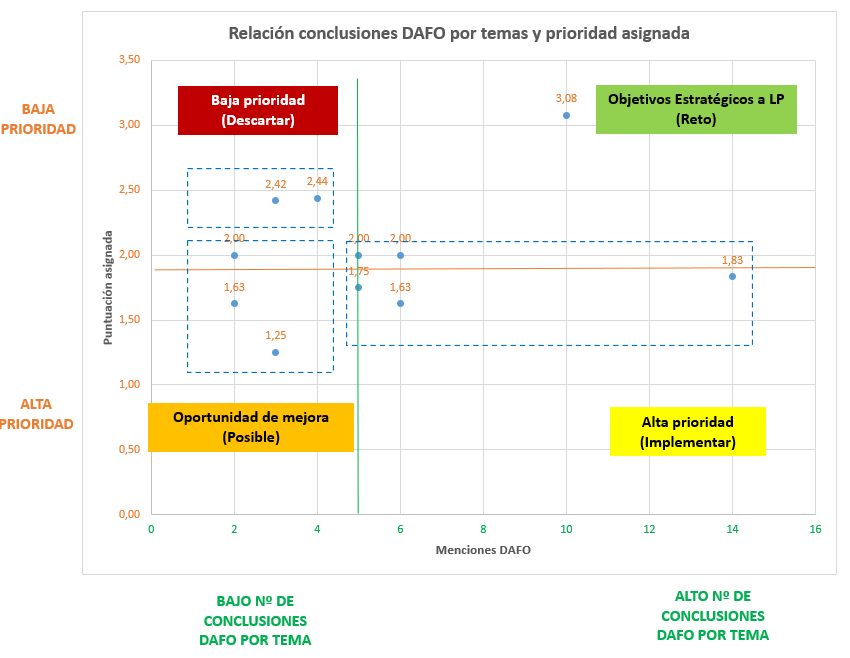 Relación conclusiones DAFO por temas y prioridad asignada
BAJA
PRIORIDAD
ALTA
PRIORIDAD
Puntuación asignada
3,50
3,00
2,50
2,00
1,50
1,00
0,50
0,00
Baja prioridad
(Descartar)
Objetivos Estratégicos a LP
(Reto)
3,08
2,42
2,44
2,00
2,00
2,00
1,83
1,75
1,63
1,63
1,25
Oportunidad de mejora
(Posible)
Alta prioridad
(Implementar)
0
2
4
6
8
10
12
14
16
Menciones DAFO
BAJO Nº DE
CONCLUSIONES
DAFO POR TEMA
ALTO Nº DE
CONCLUSIONES
DAFO POR TEMA